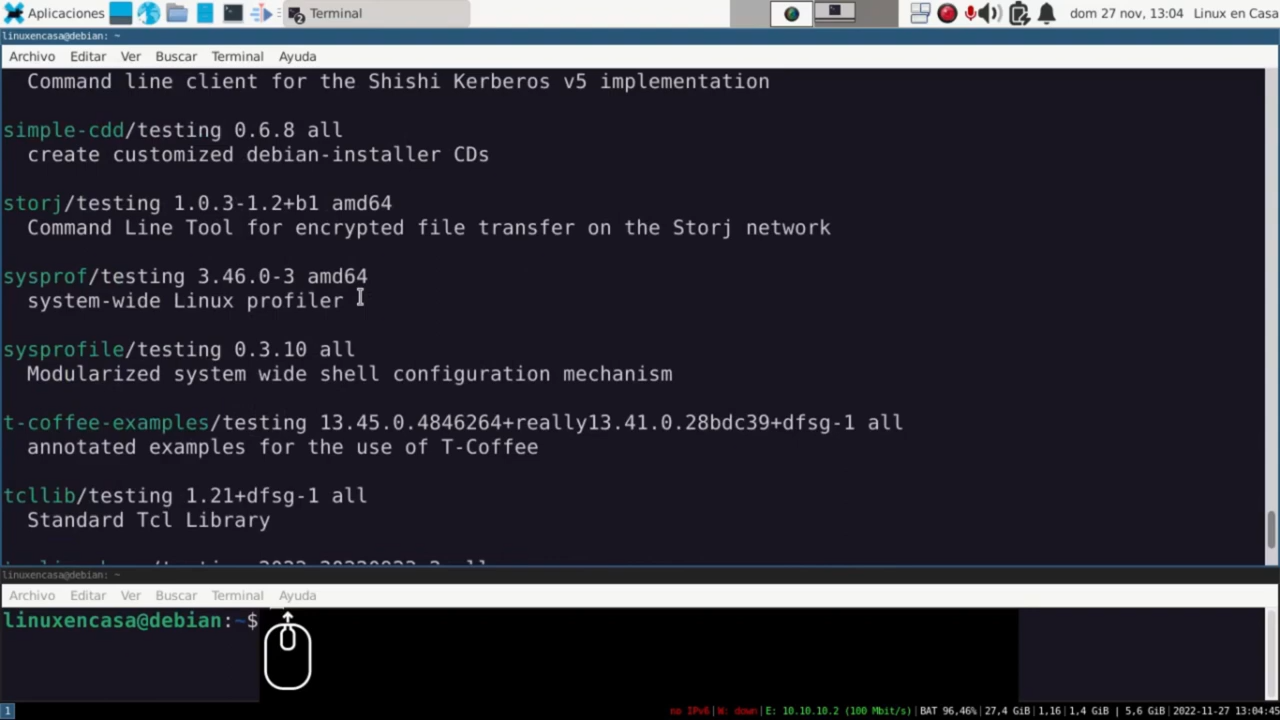 Aplicaciones Terminal dom 27 nov, 13:04 Linux en Casa
linuxencasa@debian: ~
Archivo Editar Ver Buscar Terminal Ayuda
Command line client for the Shishi Kerberos v5 implementation
simple-cdd/testing 0.6.8 all
create customized debian-installer CDs
storj/testing 1.0.3-1.2+b1 amd64
Command Line Tool for encrypted file transfer on the Storj network
sysprof/testing 3.46.0-3 amd64
system-wide Linux profiler
sysprofile/testing 0.3.10 all
Modularized system wide shell configuration mechanism
t-coffee-examples/testing 13.45.0.4846264+really13.41.0.28bdc39+dfsg-1 all
annotated examples for the use of T-Coffee
tcllib/testing 1.21+dfsg-1 all
Standard Tcl Library
linuxencasa@debian: ~
Archivo Editar Ver Buscar Terminal Ayuda
linuxencasa@debian:~$
1 no IPv6|W: down|E: 10.10.10.2 (100 Mbit/s)|BAT 96,46%|27,4 GiB|1,16|1,4 GiB | 5,6 GiB|2022-11-27 13:04:45